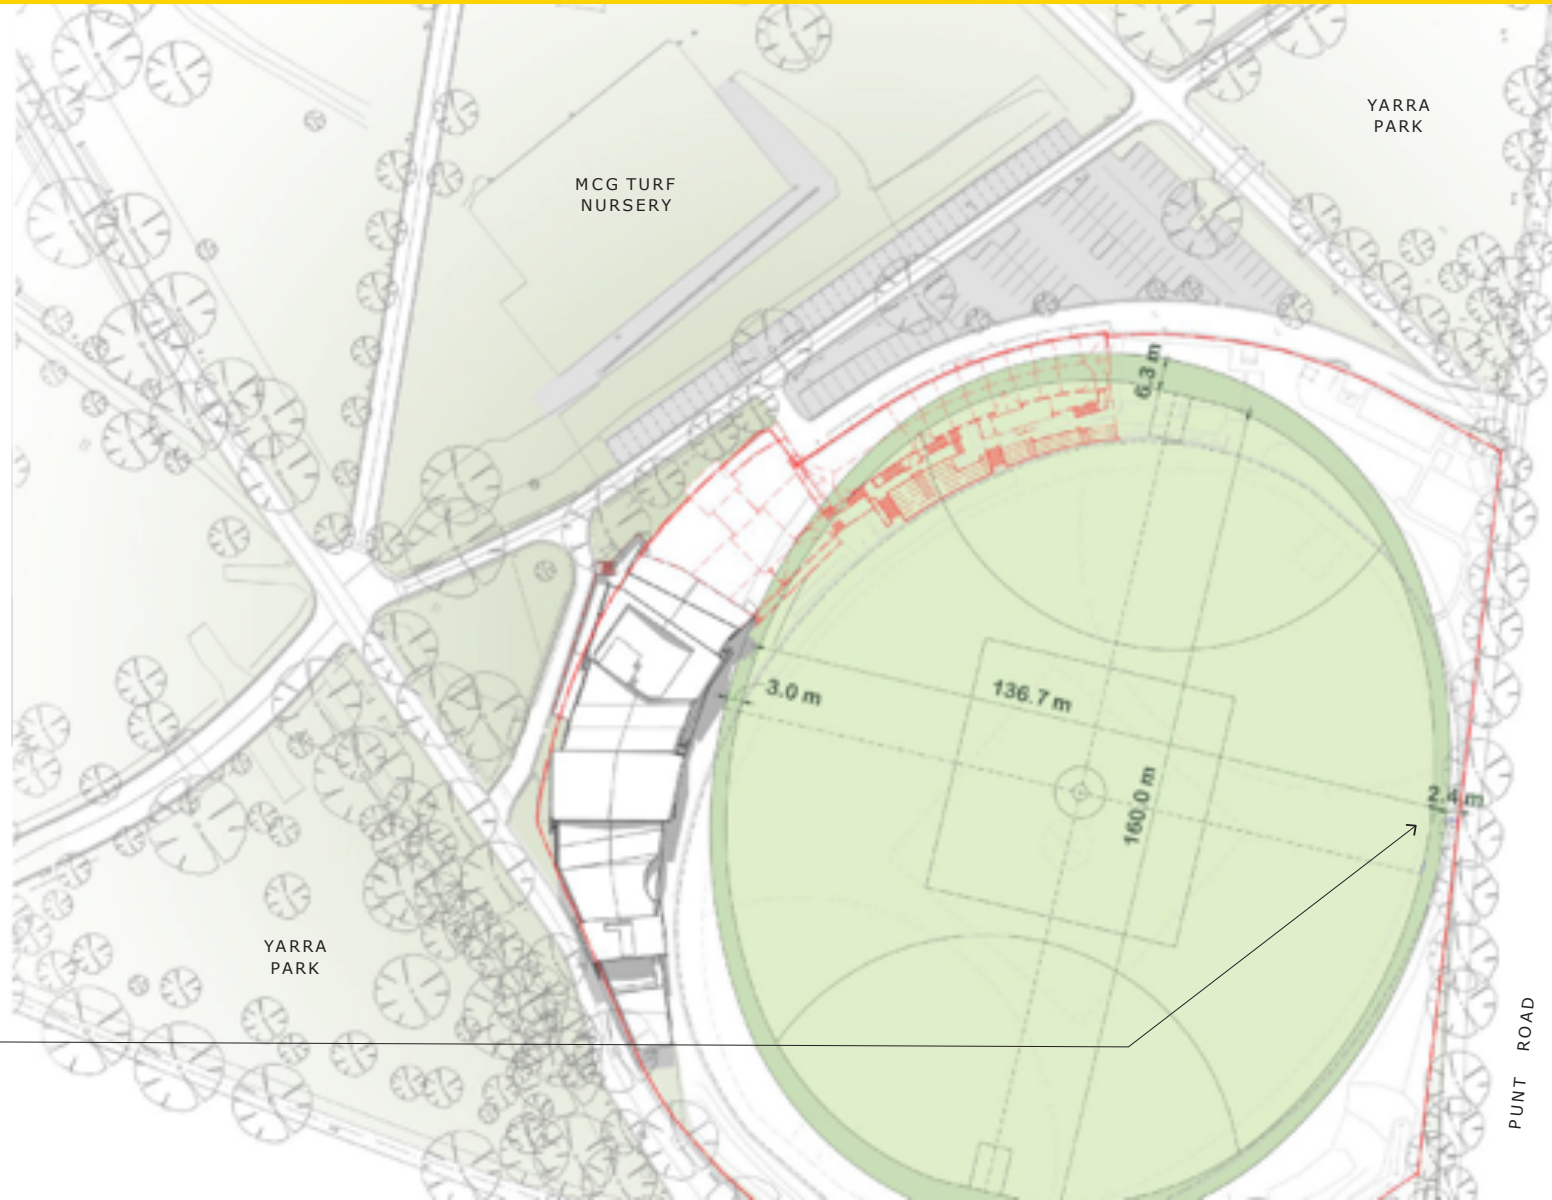 YARRA
PARK
MCG TURF
NURSERY
6.3 m
3.0 m
136.7 m
160.0 m
2.4 m
YARRA
PARK
PUNT ROAD